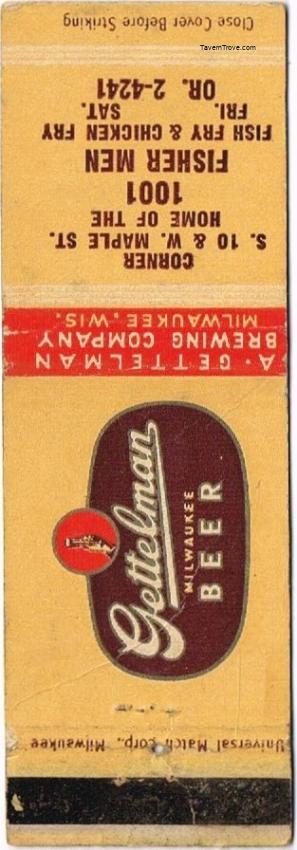 TavernTrove.com
Close Cover Before Striking
CORNER
S. 10 & W. MAPLE ST.
HOME OF THE
1001
FISHER MEN
FISH FRY & CHICKEN FRY
FRI. SAT.
OR. 2-4241
A. GETTELMAN
BREWING COMPANY
MILWAUKEE, WIS.
Gettelman
MILWAUKEE
BEER
Universal Match Corp., Milwaukee